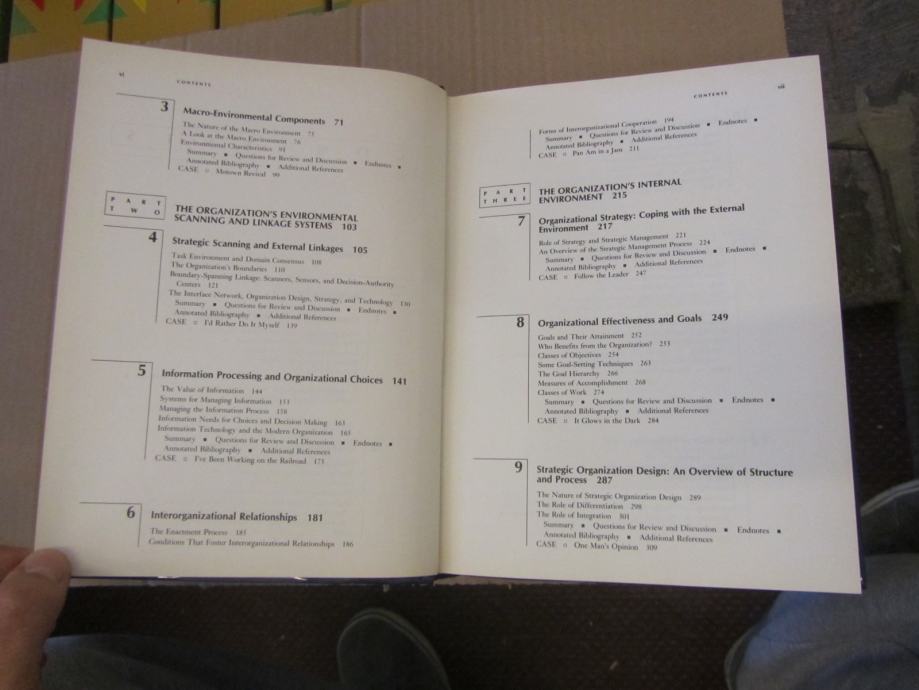 vi
CONTENTS
3
Macro-Environmental Components 71
The Nature of the Macro Environment
A Look at the Macro Environment 76
Environmental Characteristics 91
Summary ▪ Questions for Review and Discussion ▪ Endnotes ▪
Annotated Bibliography ▪ Additional References
CASE □ Motown Revival 99
PART
TWO
THE ORGANIZATION'S ENVIRONMENTAL
SCANNING AND LINKAGE SYSTEMS 103
4
Strategic Scanning and External Linkages 105
Task Environment and Domain Consensus 108
The Organization's Boundaries 110
Boundary-Spanning Linkage: Scanners, Sensors, and Decision-Authority
Centers 121
The Interface Network, Organization Design, Strategy, and Technology 130
Summary ▪ Questions for Review and Discussion ▪ Endnotes ▪
Annotated Bibliography ▪ Additional References
CASE □ I'd Rather Do It Myself 139
5
Information Processing and Organizational Choices 141
The Value of Information 144
Systems for Managing Information 151
Managing the Information Process 158
Information Needs for Choices and Decision Making 163
Information Technology and the Modern Organization 165
Summary ▪ Questions for Review and Discussion ▪ Endnotes ▪
Annotated Bibliography ▪ Additional References
CASE □ I've Been Working on the Railroad 175
6
Interorganizational Relationships 181
The Enactment Process 185
Conditions That Foster Interorganizational Relationships 186
CONTENTS
vii
Forms of Interorganizational Cooperation 194
Summary ▪ Questions for Review and Discussion ▪ Endnotes ▪
Annotated Bibliography ▪ Additional References
CASE □ Pan Am in a Jam 211
PART
THREE
THE ORGANIZATION'S INTERNAL
ENVIRONMENT 215
7
Organizational Strategy: Coping with the External
Environment 217
Role of Strategy and Strategic Management 221
An Overview of the Strategic Management Process 224
Summary ▪ Questions for Review and Discussion ▪ Endnotes ▪
Annotated Bibliography ▪ Additional References
CASE □ Follow the Leader 247
8
Organizational Effectiveness and Goals 249
Goals and Their Attainment 252
Who Benefits from the Organization? 253
Classes of Objectives 254
Some Goal-Setting Techniques 263
The Goal Hierarchy 266
Measures of Accomplishment 268
Classes of Work 274
Summary ▪ Questions for Review and Discussion ▪ Endnotes ▪
Annotated Bibliography ▪ Additional References
CASE □ It Glows in the Dark 284
9
Strategic Organization Design: An Overview of Structure
and Process 287
The Nature of Strategic Organization Design 289
The Role of Differentiation 298
The Role of Integration 301
Summary ▪ Questions for Review and Discussion ▪ Endnotes ▪
Annotated Bibliography ▪ Additional References
CASE □ One Man's Opinion 309